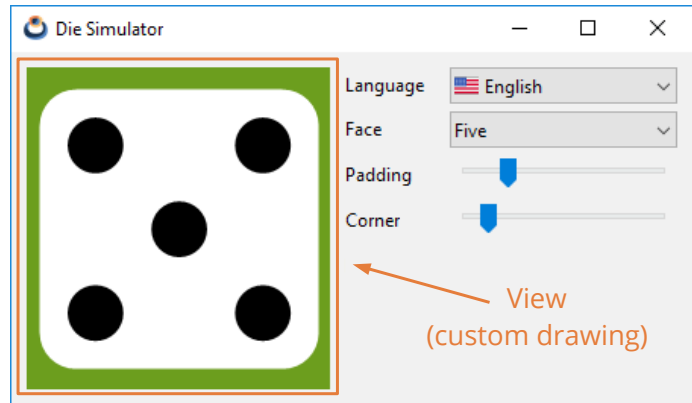 Die Simulator
Language
English
Face
Five
Padding
Corner
View
(custom drawing)